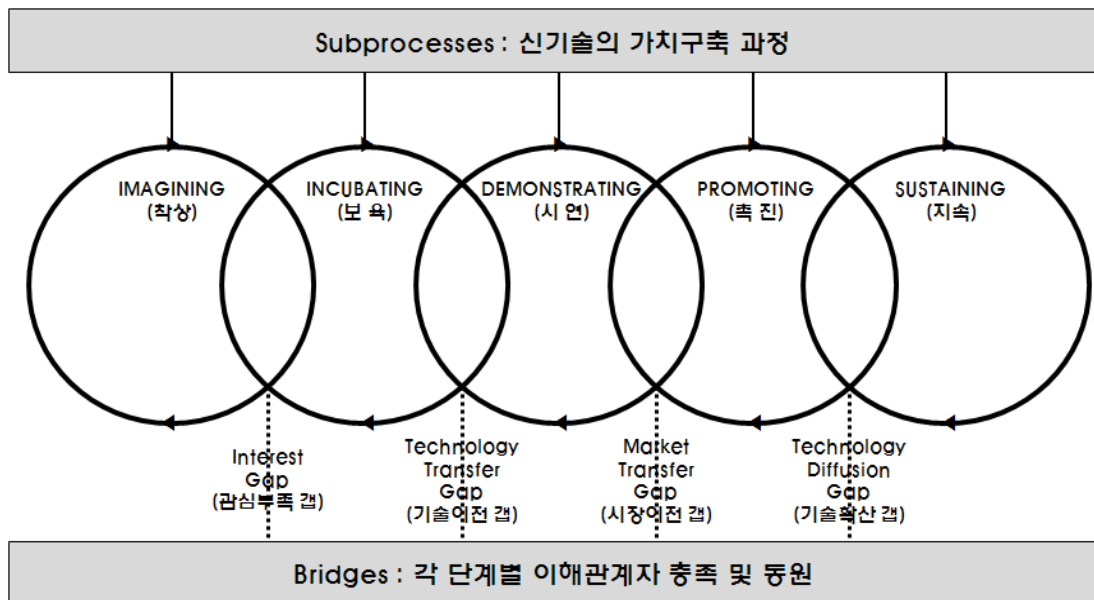 Subprocesses : 신기술의 가치구축 과정
IMAGINING
(착상)
INCUBATING
(보 육)
DEMONSTRATING
(시 연)
PROMOTING
(촉 진)
SUSTAINING
(지속)
Interest
Gap
(관심부족 갭)
Technology
Transfer
Gap
(기술이전 갭)
Market
Transfer
Gap
(시장이전 갭)
Technology
Diffusion
Gap
(기술확산 갭)
Bridges : 각 단계별 이해관계자 충족 및 동원